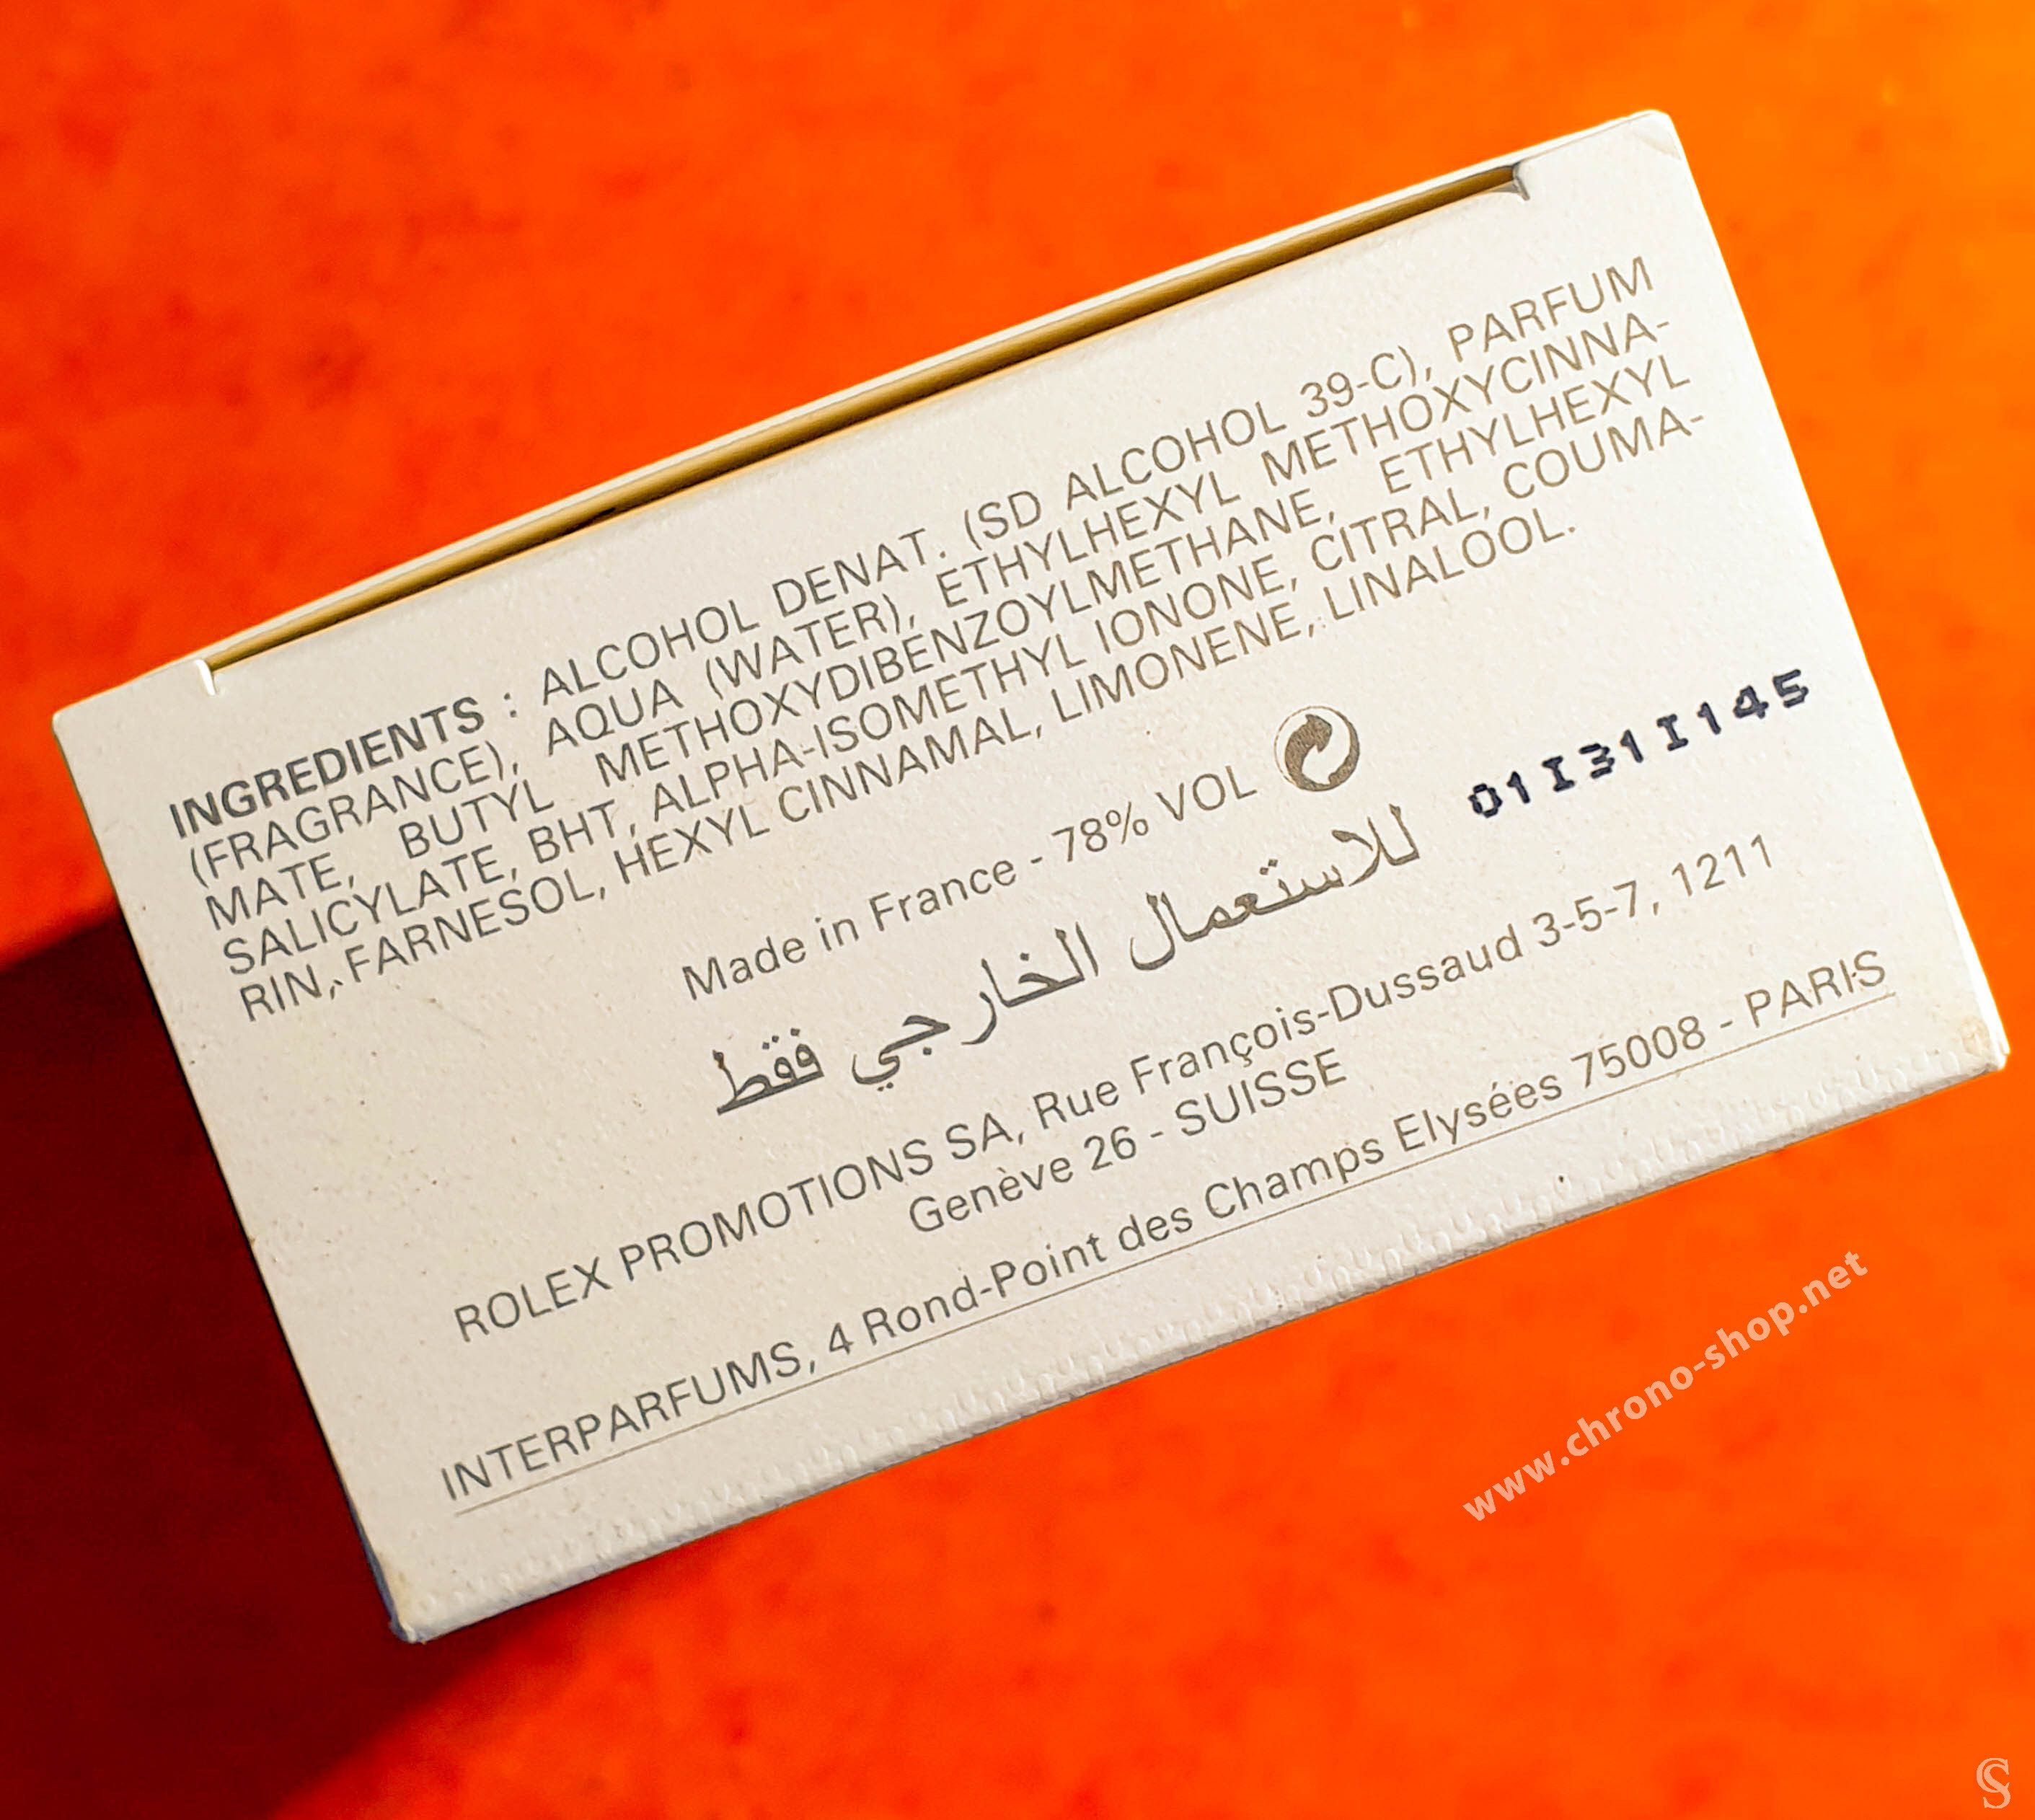 INGREDIENTS : ALCOHOL DENAT. (SD ALCOHOL 39-C), PARFUM
(FRAGRANCE), AQUA (WATER), ETHYLHEXYL METHOXYCINNA-
MATE, BUTYL METHOXYDIBENZOYLMETHANE, ETHYLHEXYL
SALICYLATE, BHT, ALPHA-ISOMETHYL IONONE, CITRAL, COUMA-
RIN, FARNESOL, HEXYL CINNAMAL, LIMONENE, LINALOOL.
Made in France - 78% VOL
01I31I145
للاستعمال الخارجي فقط
ROLEX PROMOTIONS SA, Rue François-Dussaud 3-5-7, 1211
Genève 26 - SUISSE
INTERPARFUMS, 4 Rond-Point des Champs Elysées 75008 - PARIS
www.chrono-shop.net